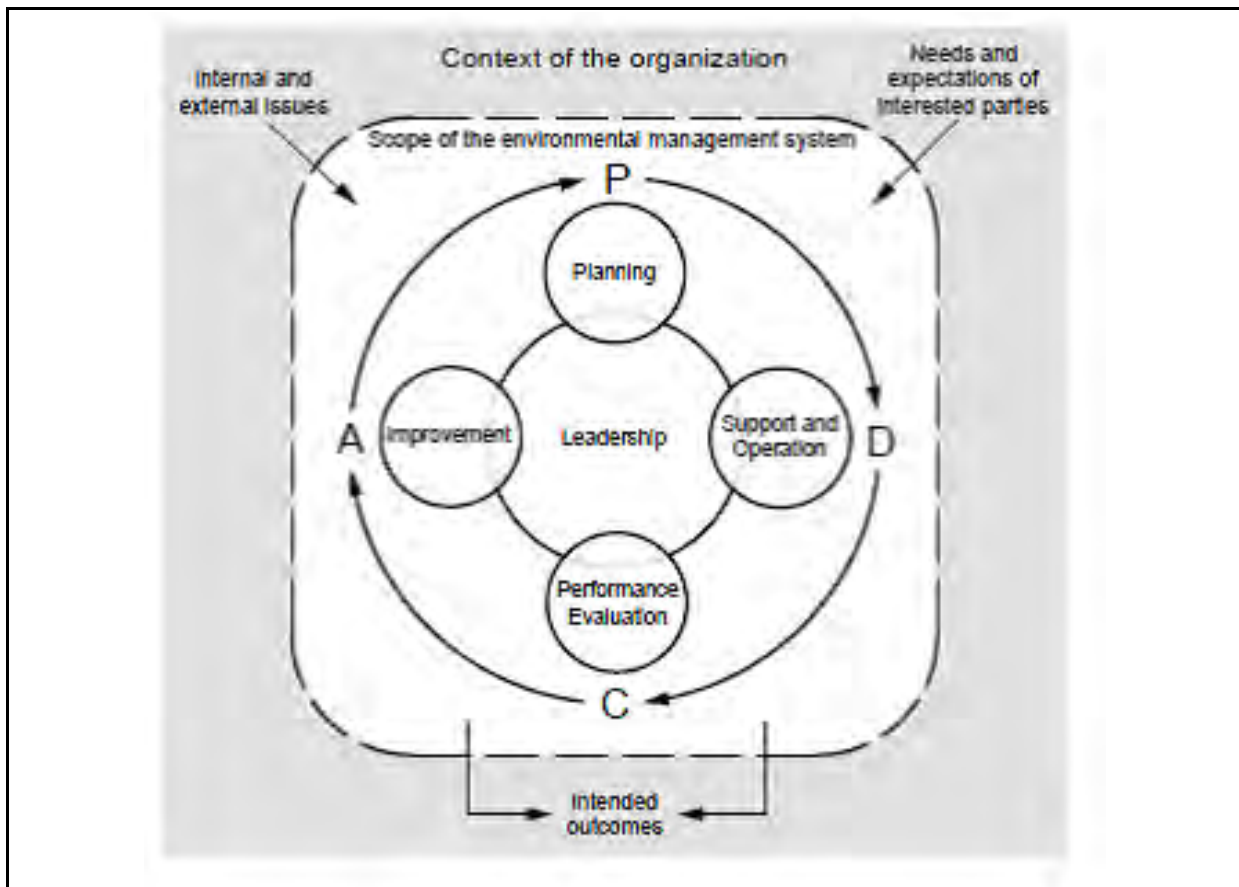 Context of the organization
Internal and
external issues
Needs and
expectations of
interested parties
Scope of the environmental management system
P
Planning
A
Improvement
Leadership
Support and
Operation
D
Performance
Evaluation
C
Intended
outcomes